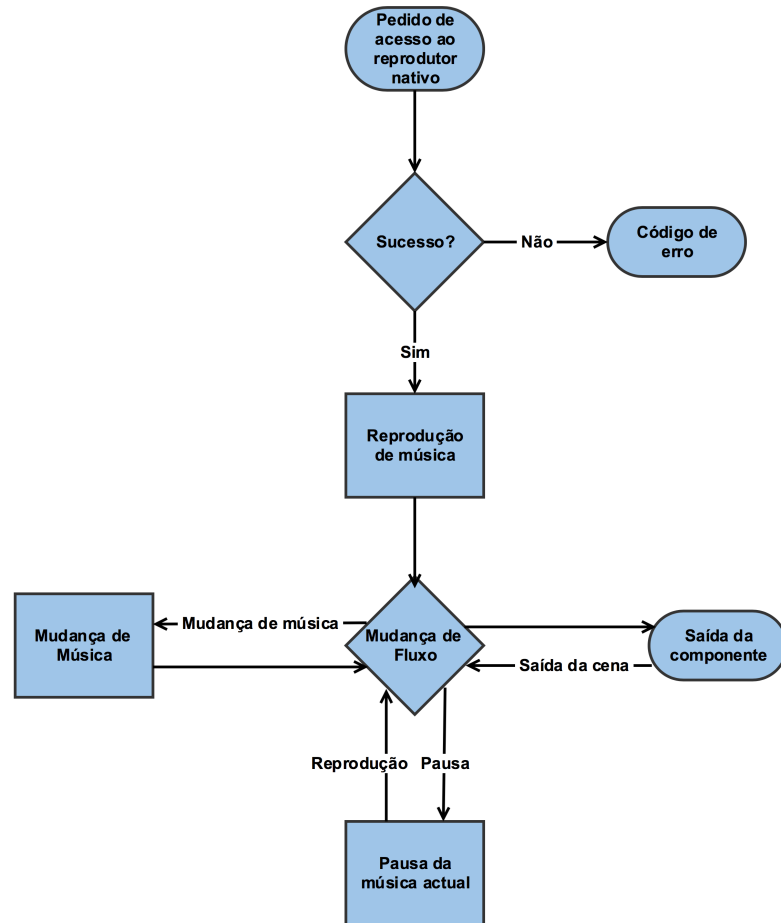 Pedido de
acesso ao
reprodutor
nativo
Sucesso?
Não
Código de
erro
Sim
Reprodução
de música
Mudança de
Música
Mudança de música
Mudança de
Fluxo
Saída da
componente
Saída da cena
Reprodução
Pausa
Pausa da
música actual